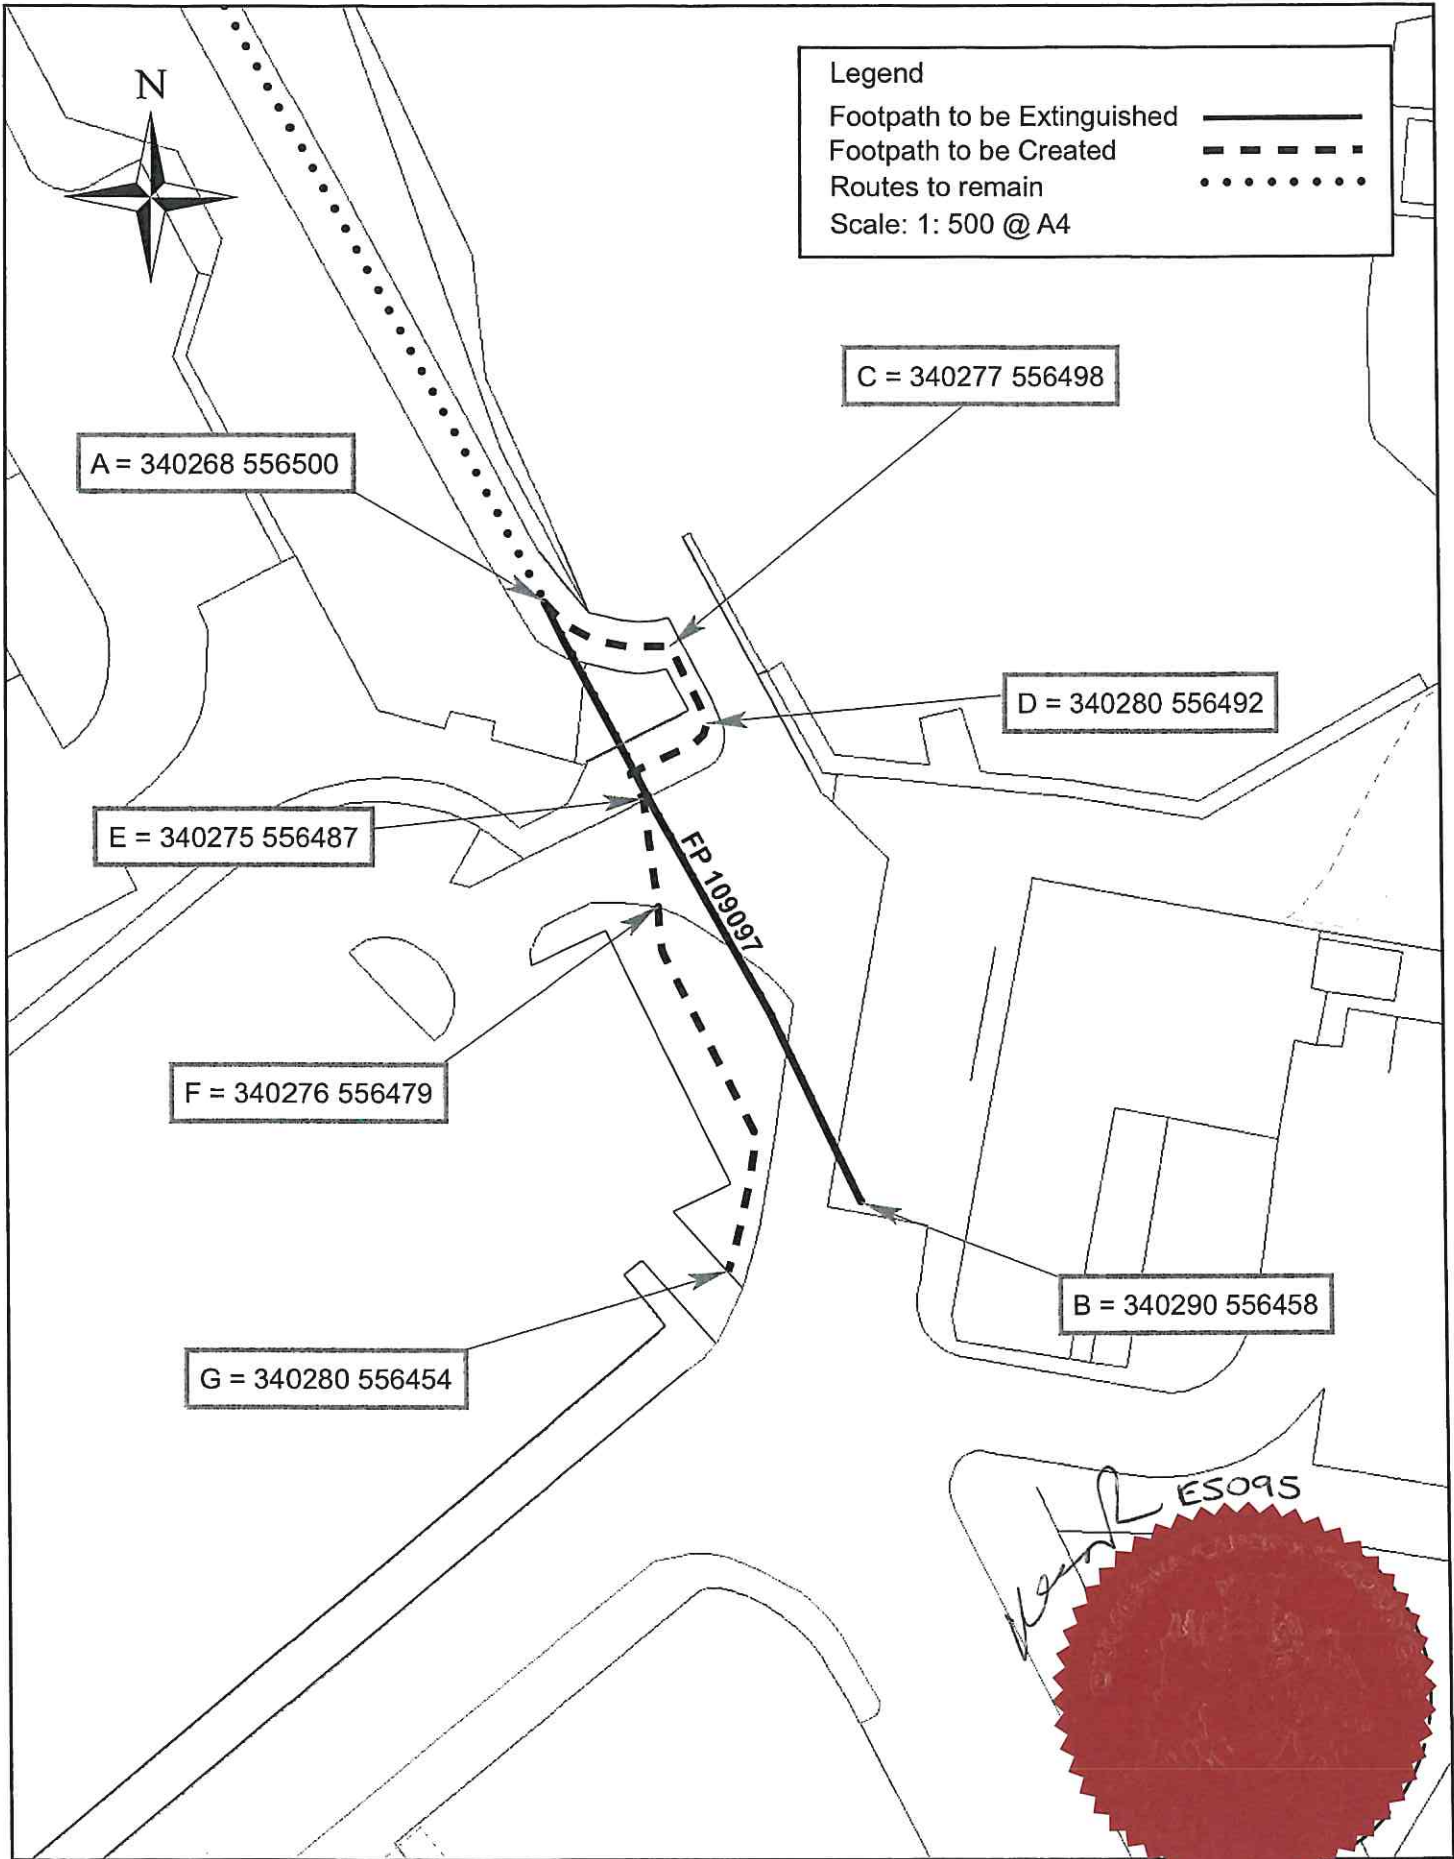 N
Legend
Footpath to be Extinguished
Footpath to be Created
Routes to remain
Scale: 1: 500 @ A4
C = 340277 556498
A = 340268 556500
D = 340280 556492
E = 340275 556487
FP 109097
F = 340276 556479
B = 340290 556458
G = 340280 556454
ES095